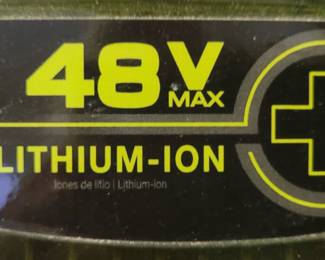 48V
MAX
LITHIUM-ION
Iones de litio | Lithium-ion